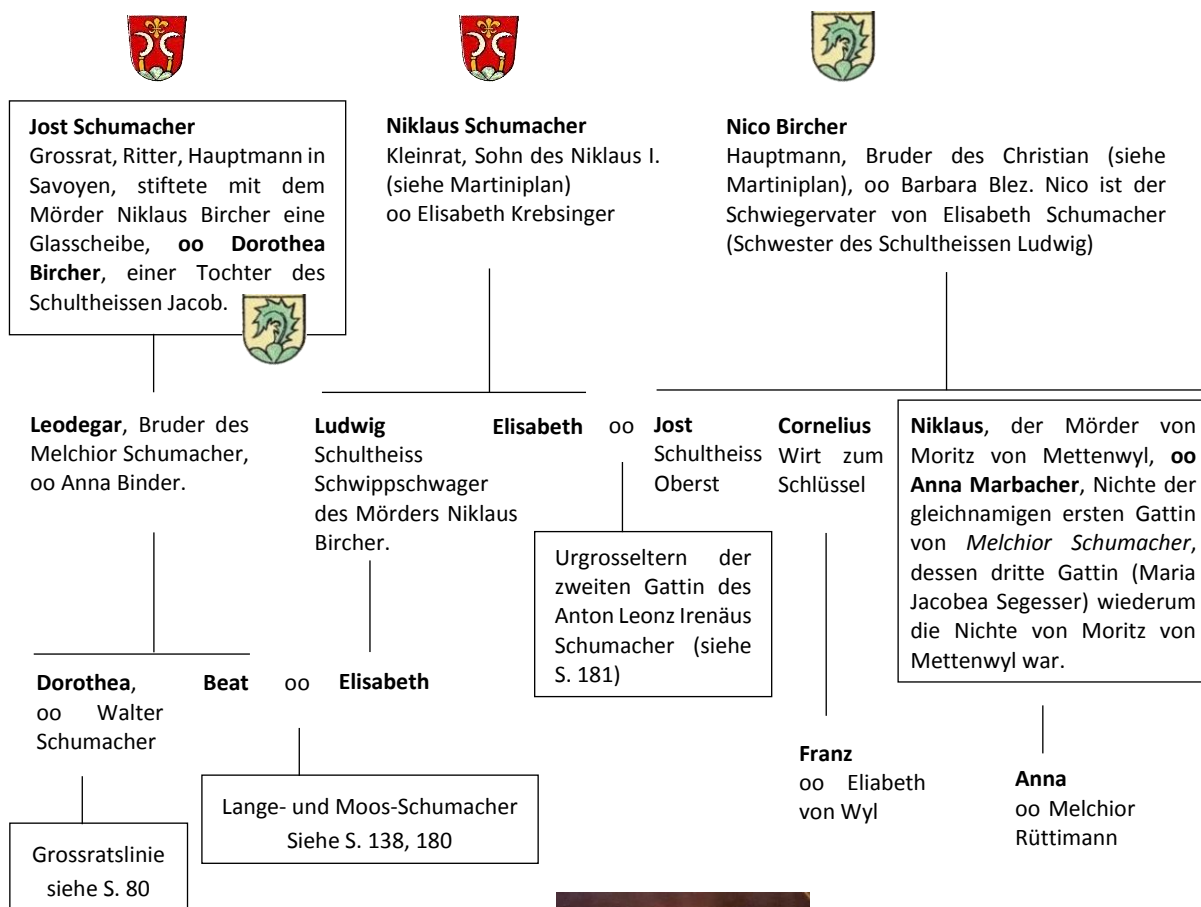 Jost Schumacher
Grossrat, Ritter, Hauptmann in
Savoyen, stiftete mit dem
Mörder Niklaus Bircher eine
Glasscheibe, oo Dorothea
Bircher, einer Tochter des
Schultheissen Jacob.
Niklaus Schumacher
Kleinrat, Sohn des Niklaus I.
(siehe Martiniplan)
oo Elisabeth Krebsinger
Nico Bircher
Hauptmann, Bruder des Christian (siehe
Martiniplan), oo Barbara Blez. Nico ist der
Schwiegervater von Elisabeth Schumacher
(Schwester des Schultheissen Ludwig)
Leodegar, Bruder des
Melchior Schumacher,
oo Anna Binder.
Ludwig
Schultheiss
Schwippschwager
des Mörders Niklaus
Bircher.
Elisabeth oo
Jost
Schultheiss
Oberst
Cornelius
Wirt zum
Schlüssel
Niklaus, der Mörder von
Moritz von Mettenwyl, oo
Anna Marbacher, Nichte der
gleichnamigen ersten Gattin
von Melchior Schumacher,
dessen dritte Gattin (Maria
Jacobea Segesser) wiederum
die Nichte von Moritz von
Mettenwyl war.
Urgrosseltern der
zweiten Gattin des
Anton Leonz Irenäus
Schumacher (siehe
S. 181)
Dorothea,
oo Walter
Schumacher
Beat oo Elisabeth
Franz
oo Eliabeth
von Wyl
Anna
oo Melchior
Rüttimann
Lange- und Moos-Schumacher
Siehe S. 138, 180
Grossratslinie
siehe S. 80